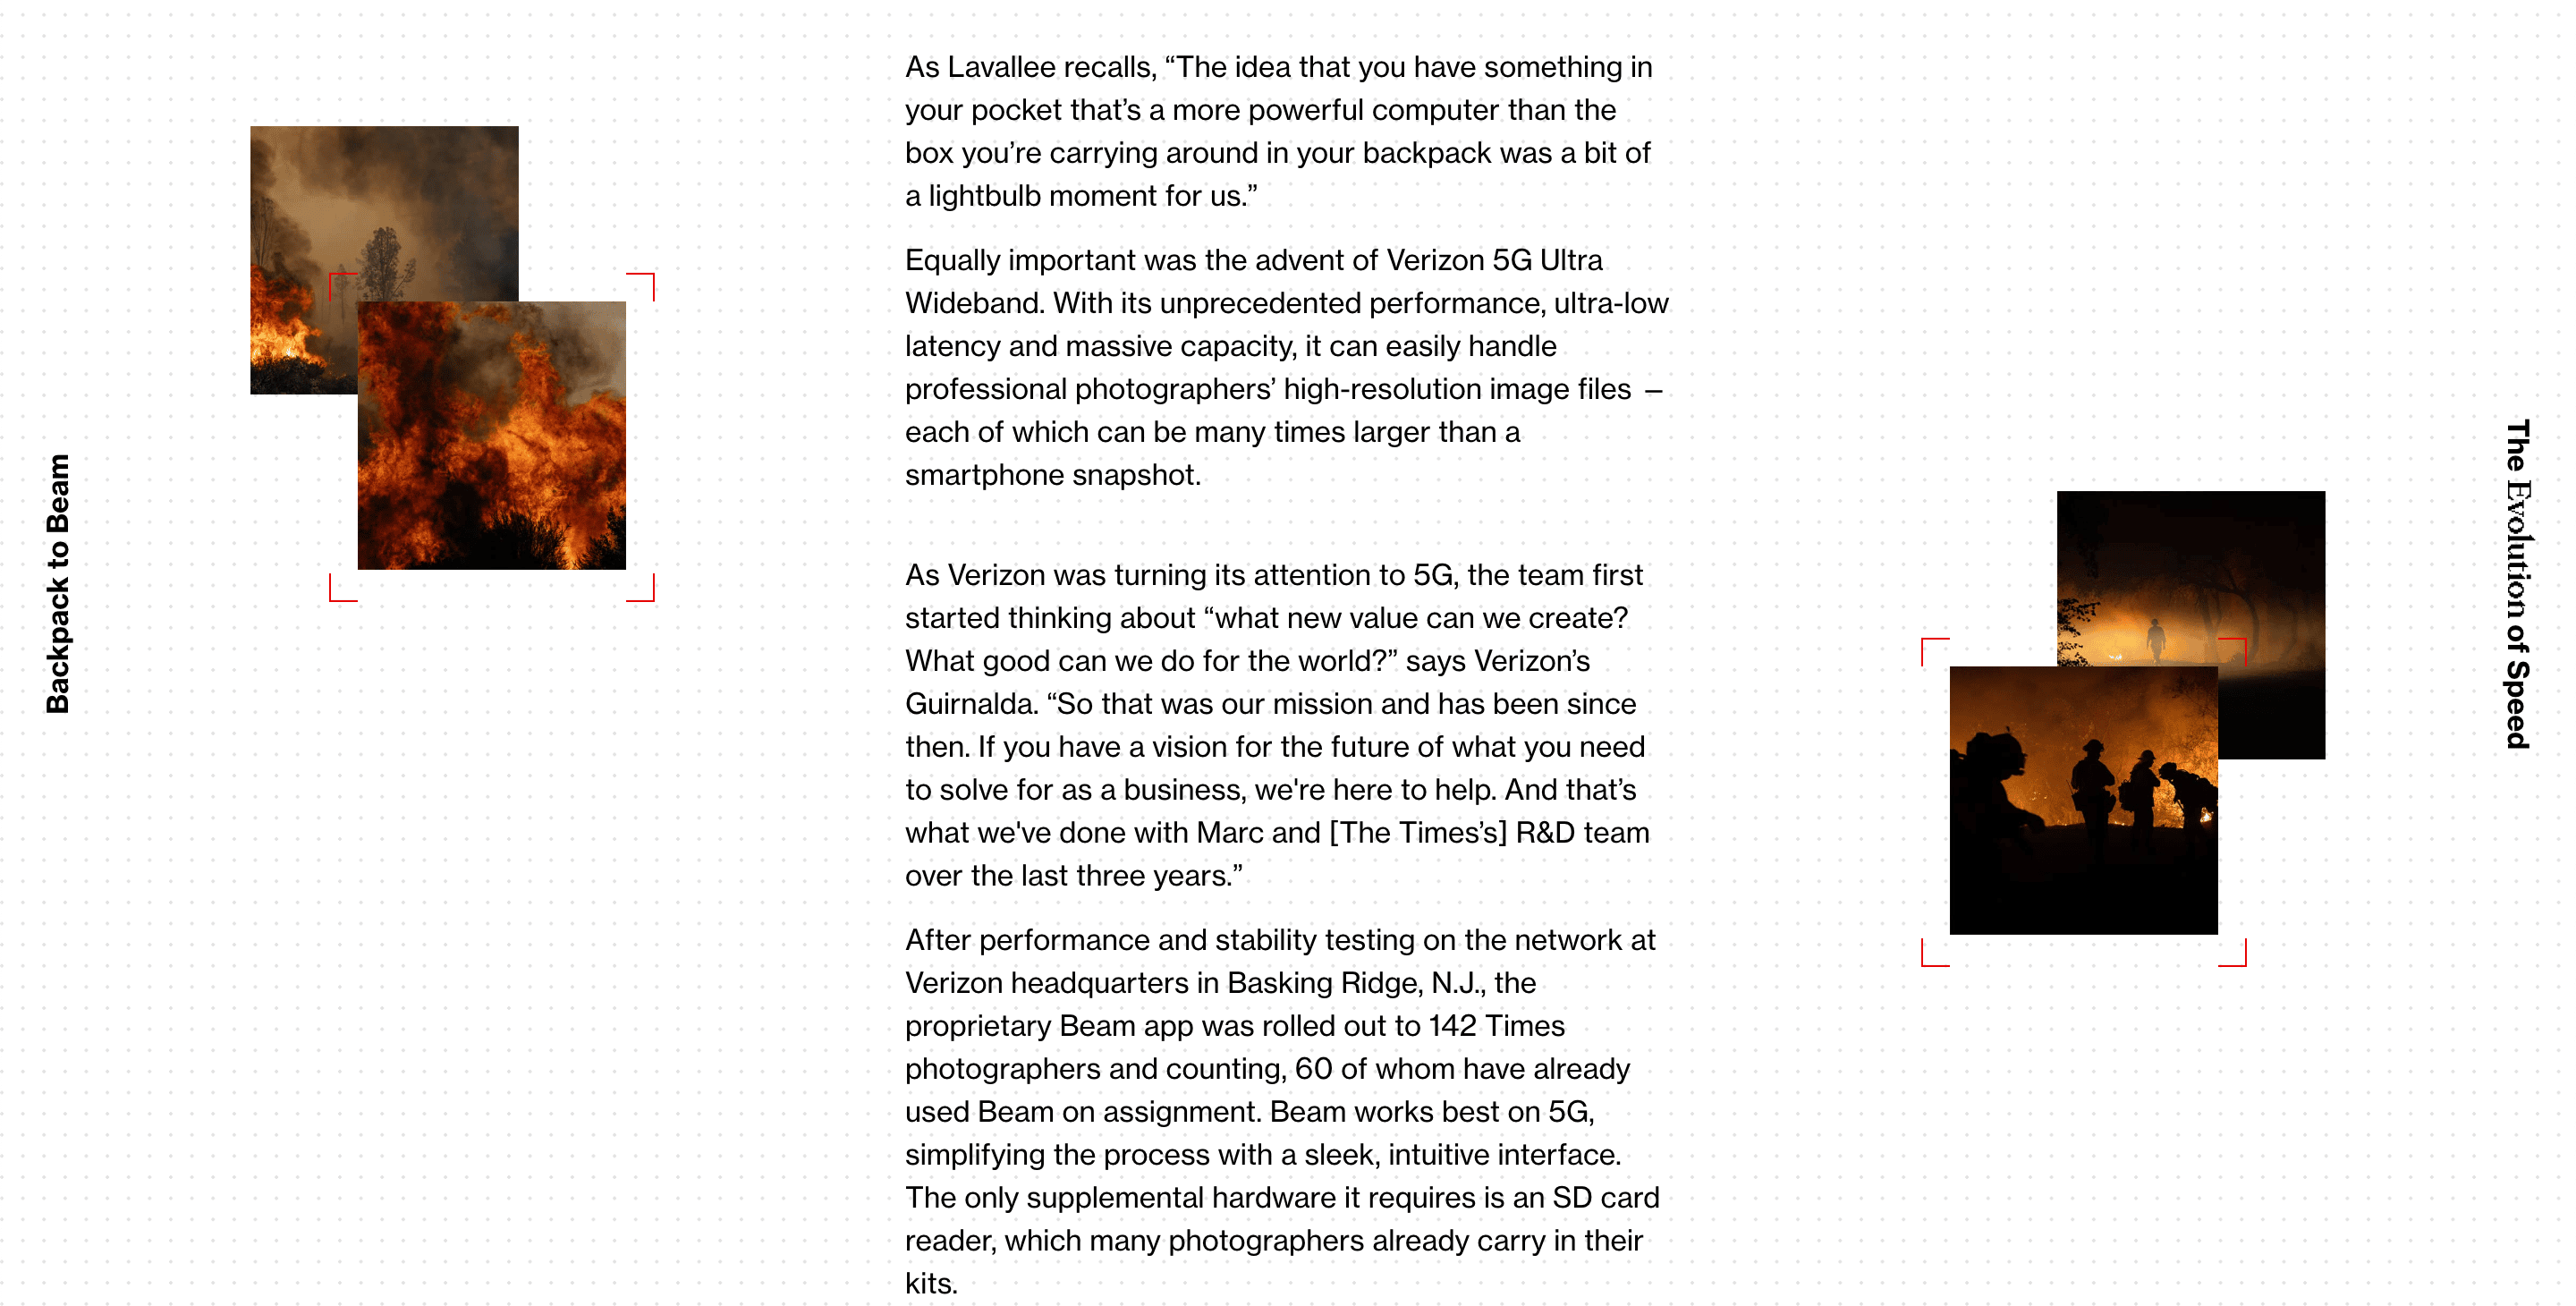 As Lavallee recalls, “The idea that you have something in
your pocket that’s a more powerful computer than the
box you’re carrying around in your backpack was a bit of
a lightbulb moment for us.”
Equally important was the advent of Verizon 5G Ultra
Wideband. With its unprecedented performance, ultra-low
latency and massive capacity, it can easily handle
professional photographers’ high-resolution image files  —
each of which can be many times larger than a
smartphone snapshot.
As Verizon was turning its attention to 5G, the team first
started thinking about “what new value can we create?
What good can we do for the world?” says Verizon’s
Guirnalda. “So that was our mission and has been since
then. If you have a vision for the future of what you need
to solve for as a business, we're here to help. And that’s
what we've done with Marc and [The Times’s] R&D team
over the last three years.”
After performance and stability testing on the network at
Verizon headquarters in Basking Ridge, N.J., the
proprietary Beam app was rolled out to 142 Times
photographers and counting, 60 of whom have already
used Beam on assignment. Beam works best on 5G,
simplifying the process with a sleek, intuitive interface.
The only supplemental hardware it requires is an SD card
reader, which many photographers already carry in their
kits.
Backpack to Beam
The Evolution of Speed